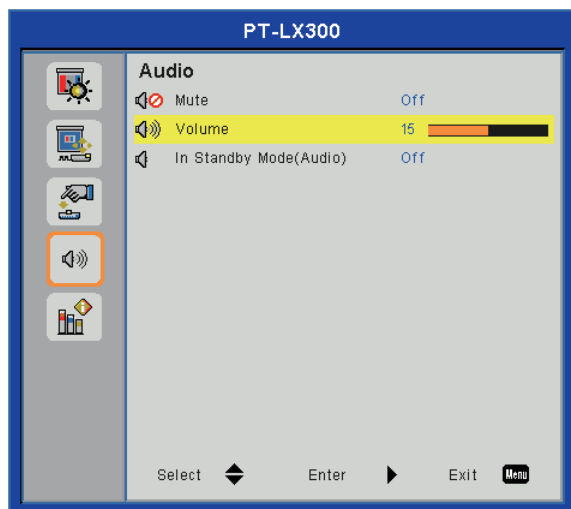 PT-LX300
Audio
Mute Off
Volume 15
In Standby Mode(Audio) Off
Select Enter Exit Menu